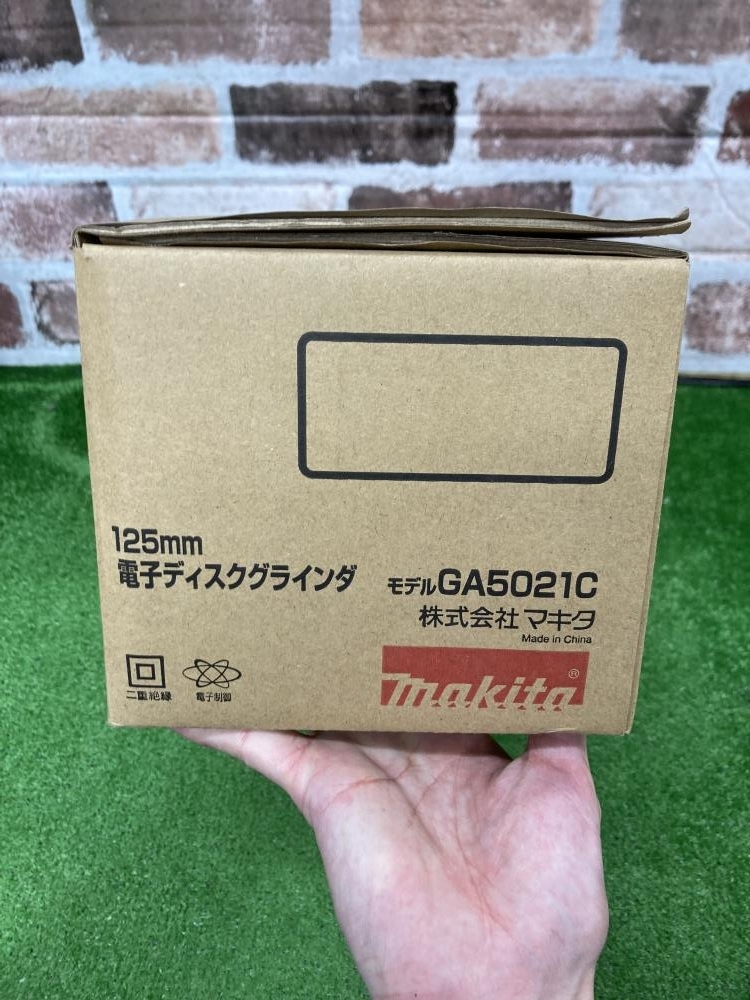 125mm
電子ディスクグラインダ
モデルGA5021C
株式会社マキタ
Made in China
二重絶縁
電子制御
makita®